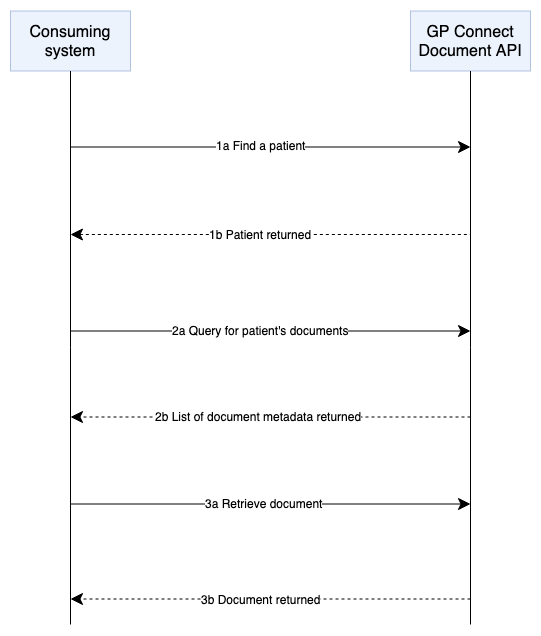 Consuming
system
GP Connect
Document API
1a Find a patient
1b Patient returned
2a Query for patient's documents
2b List of document metadata returned
3a Retrieve document
3b Document returned